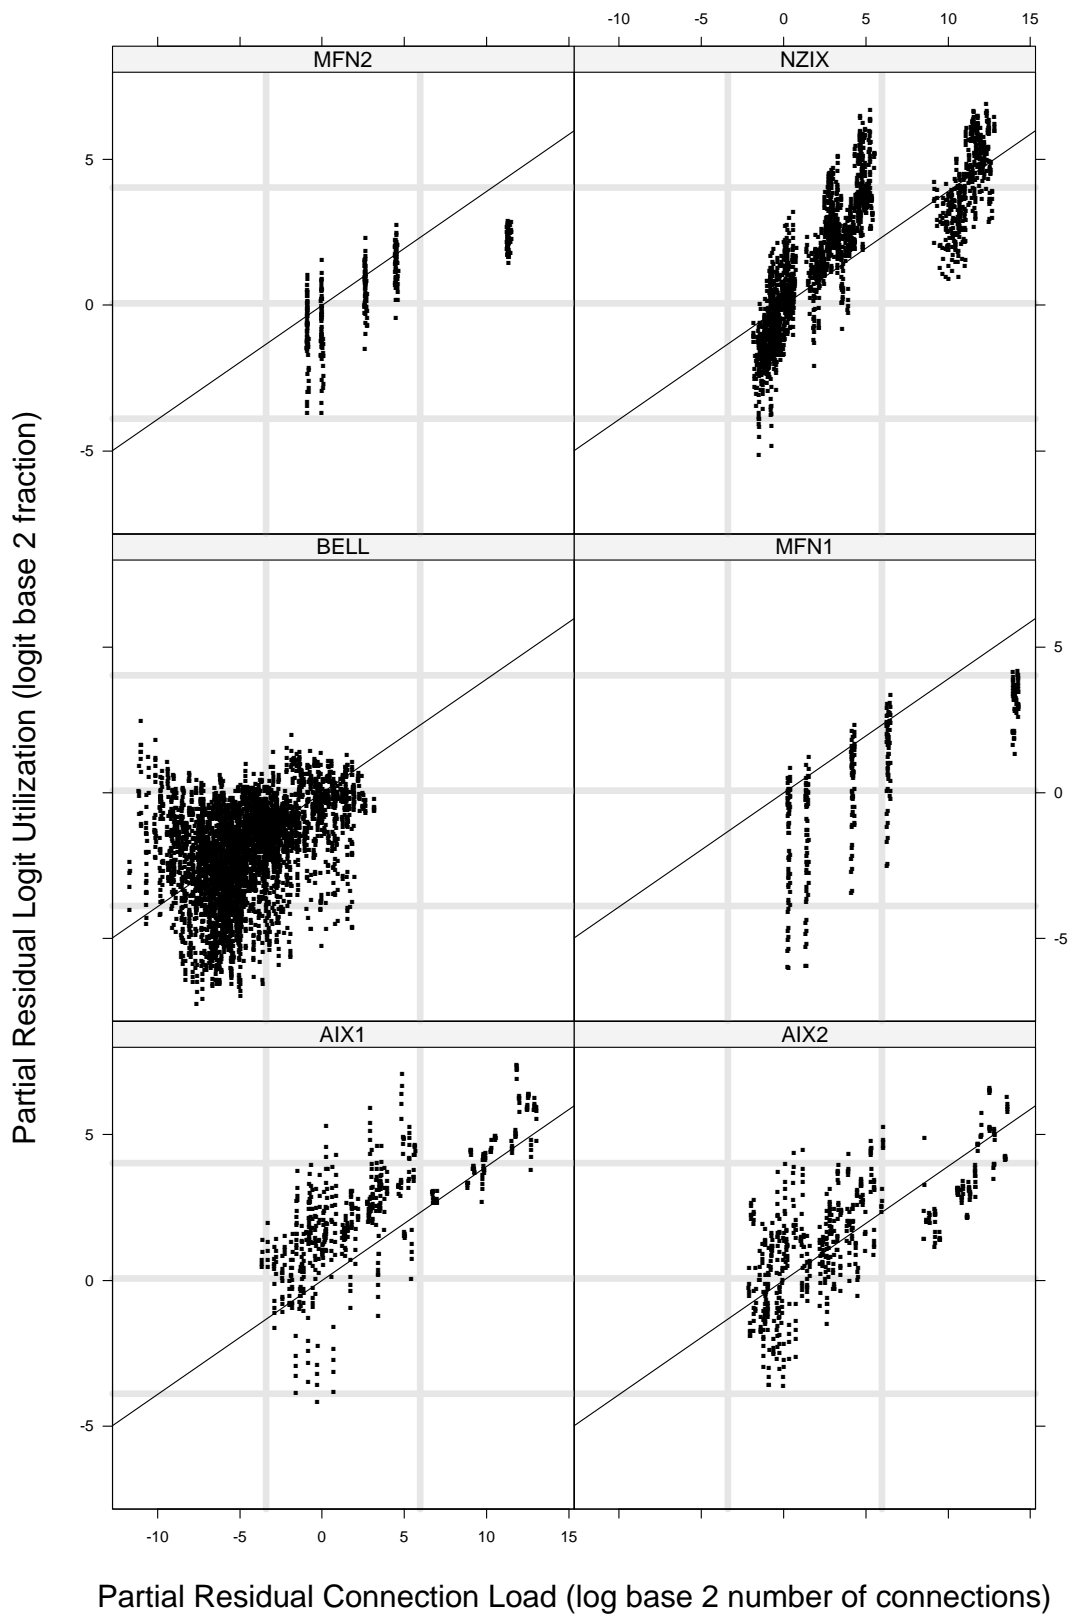 -10 -5 0 5 10 15
MFN2 NZIX
5
0
-5
BELL MFN1
5
0
-5
AIX1 AIX2
5
0
-5
-10 -5 0 5 10 15
Partial Residual Logit Utilization (logit base 2 fraction)
Partial Residual Connection Load (log base 2 number of connections)